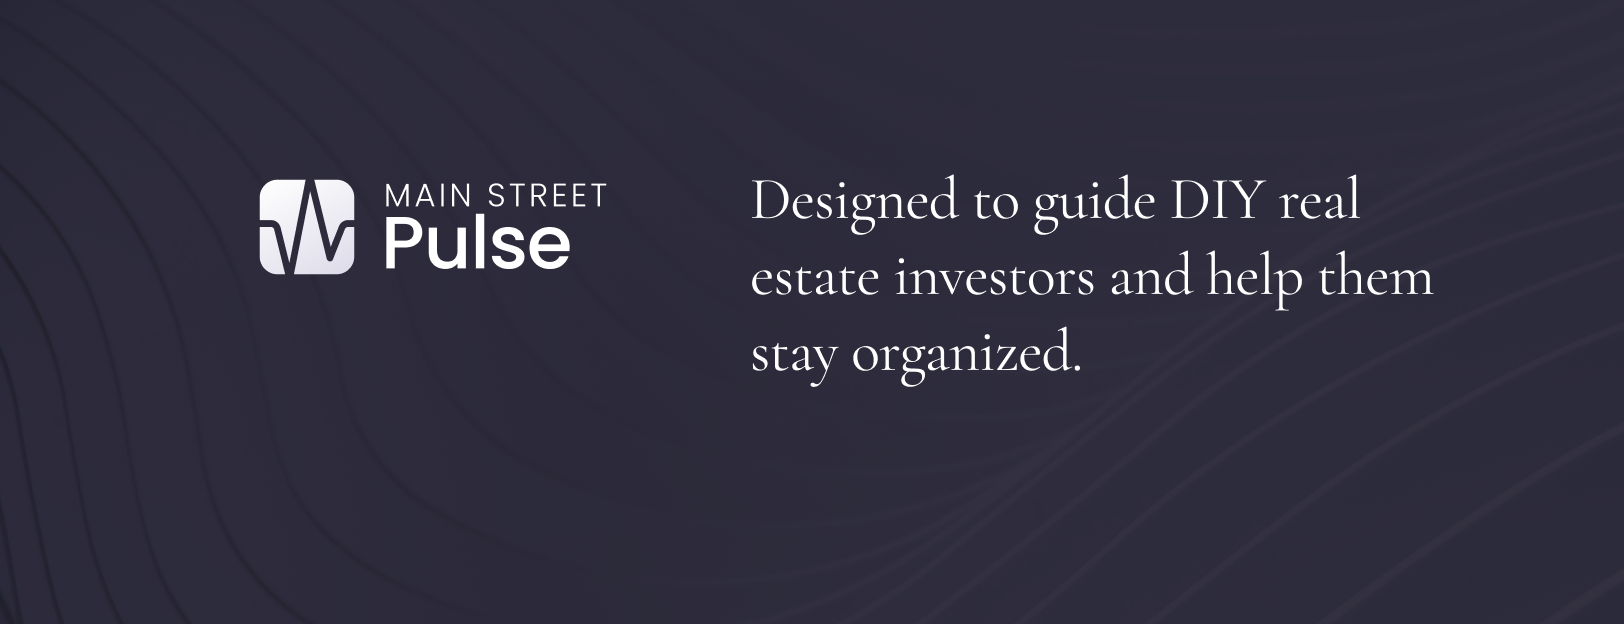 MAIN STREET
Pulse
Designed to guide DIY real
estate investors and help them
stay organized.